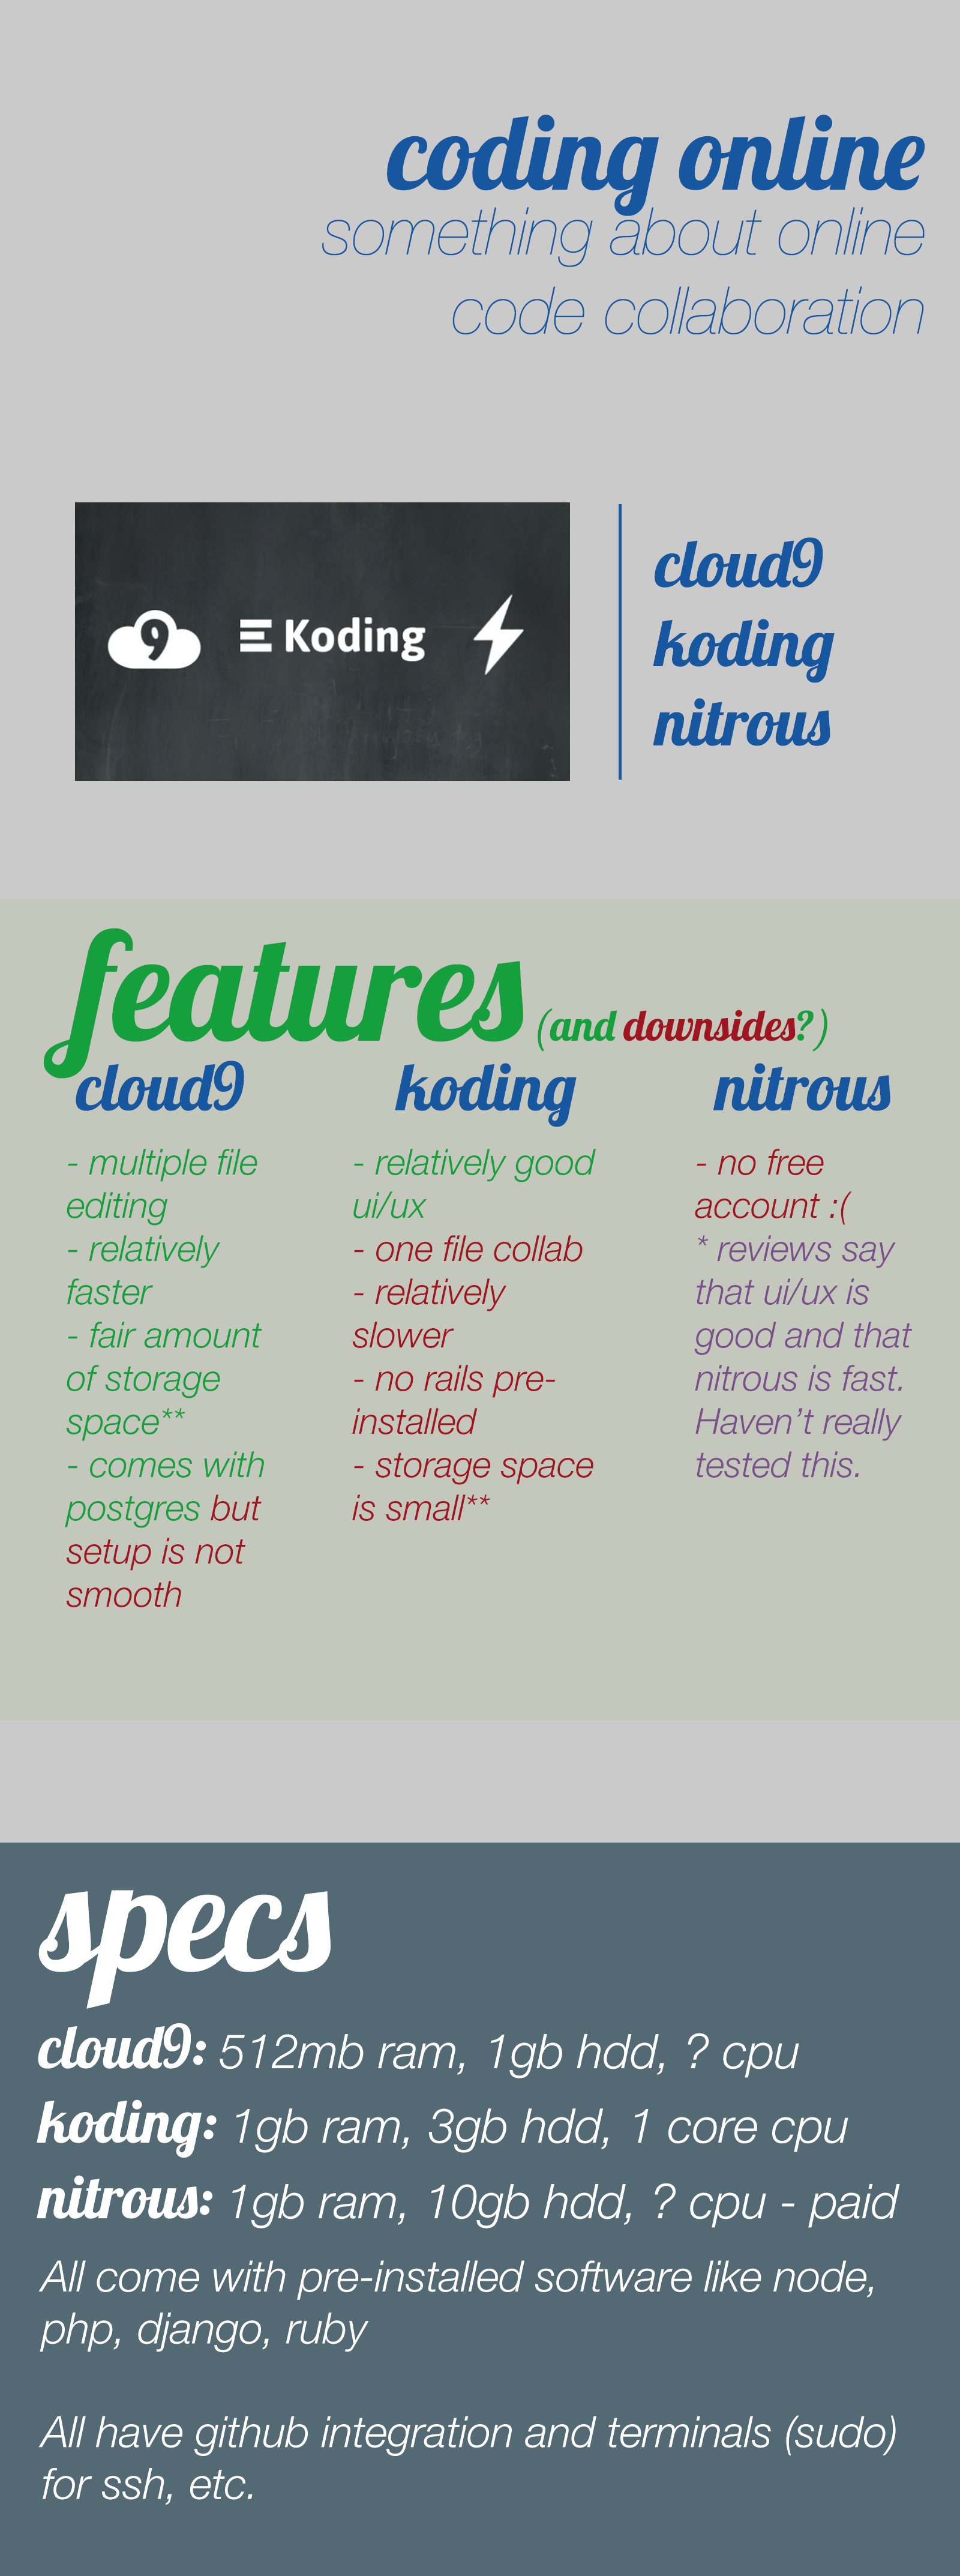 coding online
something about online
code collaboration
9 Koding
cloud9
koding
nitrous
features (and downsides?)
cloud9
- multiple file
editing
- relatively
faster
- fair amount
of storage
space**
- comes with
postgres but
setup is not
smooth
koding
- relatively good
ui/ux
- one file collab
- relatively
slower
- no rails pre-
installed
- storage space
is small**
nitrous
- no free
account :(
* reviews say
that ui/ux is
good and that
nitrous is fast.
Haven't really
tested this.
specs
cloud9: 512mb ram, 1gb hdd, ? cpu
koding: 1gb ram, 3gb hdd, 1 core cpu
nitrous: 1gb ram, 10gb hdd, ? cpu - paid
All come with pre-installed software like node,
php, django, ruby
All have github integration and terminals (sudo)
for ssh, etc.